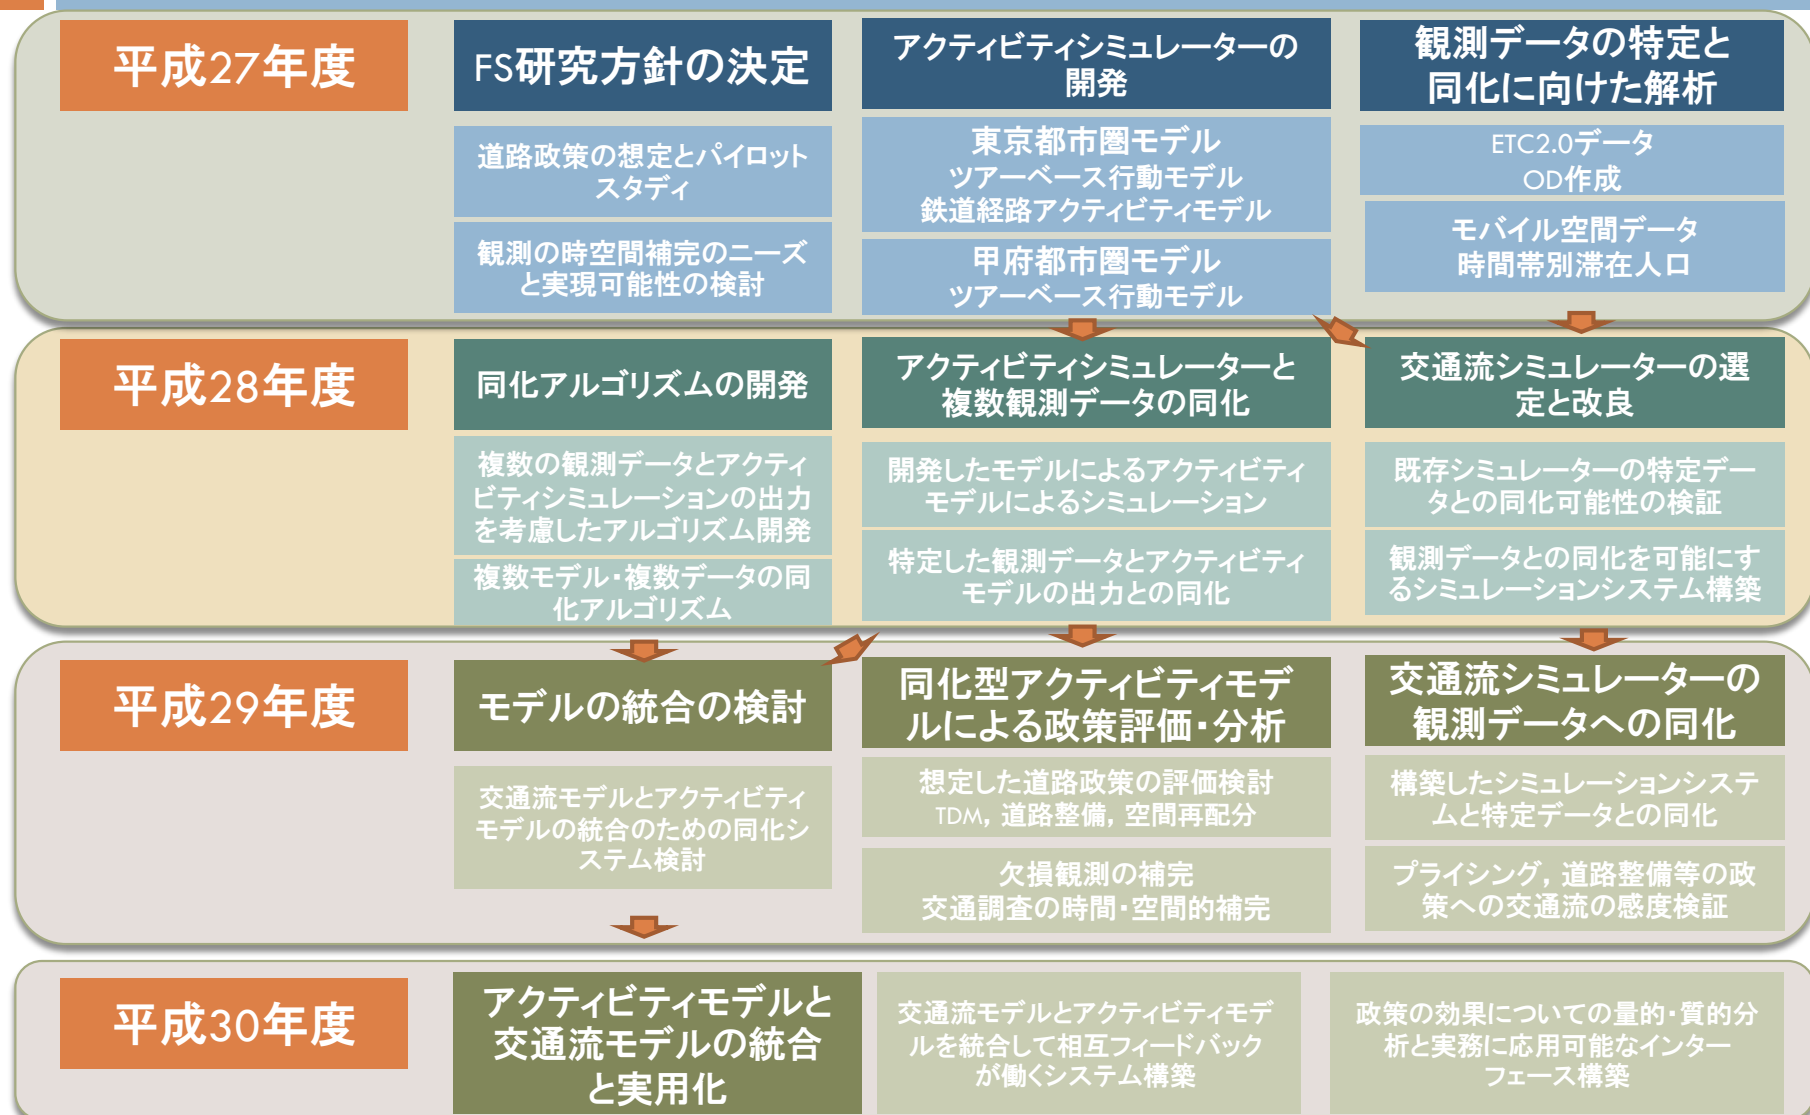 平成27年度
FS研究方針の決定
道路政策の想定とパイロット
スタディ
観測の時空間補完のニーズ
と実現可能性の検討
アクティビティシミュレーターの
開発
東京都市圏モデル
ツアーベース行動モデル
鉄道経路アクティビティモデル
甲府都市圏モデル
ツアーベース行動モデル
観測データの特定と
同化に向けた解析
ETC2.0データ
OD作成
モバイル空間データ
時間帯別滞在人口
平成28年度
同化アルゴリズムの開発
複数の観測データとアクティ
ビティシミュレーションの出力
を考慮したアルゴリズム開発
複数モデル・複数データの同
化アルゴリズム
アクティビティシミュレーターと
複数観測データの同化
開発したモデルによるアクティビティ
モデルによるシミュレーション
特定した観測データとアクティビティ
モデルの出力との同化
交通流シミュレーターの選
定と改良
既存シミュレーターの特定デー
タとの同化可能性の検証
観測データとの同化を可能にす
るシミュレーションシステム構築
平成29年度
モデルの統合の検討
交通流モデルとアクティビティ
モデルの統合のための同化シ
ステム検討
同化型アクティビティモデ
ルによる政策評価・分析
想定した道路政策の評価検討
TDM, 道路整備, 空間再配分
欠損観測の補完
交通調査の時間・空間的補完
交通流シミュレーターの
観測データへの同化
構築したシミュレーションシステ
ムと特定データとの同化
プライシング, 道路整備等の政
策への交通流の感度検証
平成30年度
アクティビティモデルと
交通流モデルの統合
と実用化
交通流モデルとアクティビティモデ
ルを統合して相互フィードバック
が働くシステム構築
政策の効果についての量的・質的分
析と実務に応用可能なインター
フェース構築